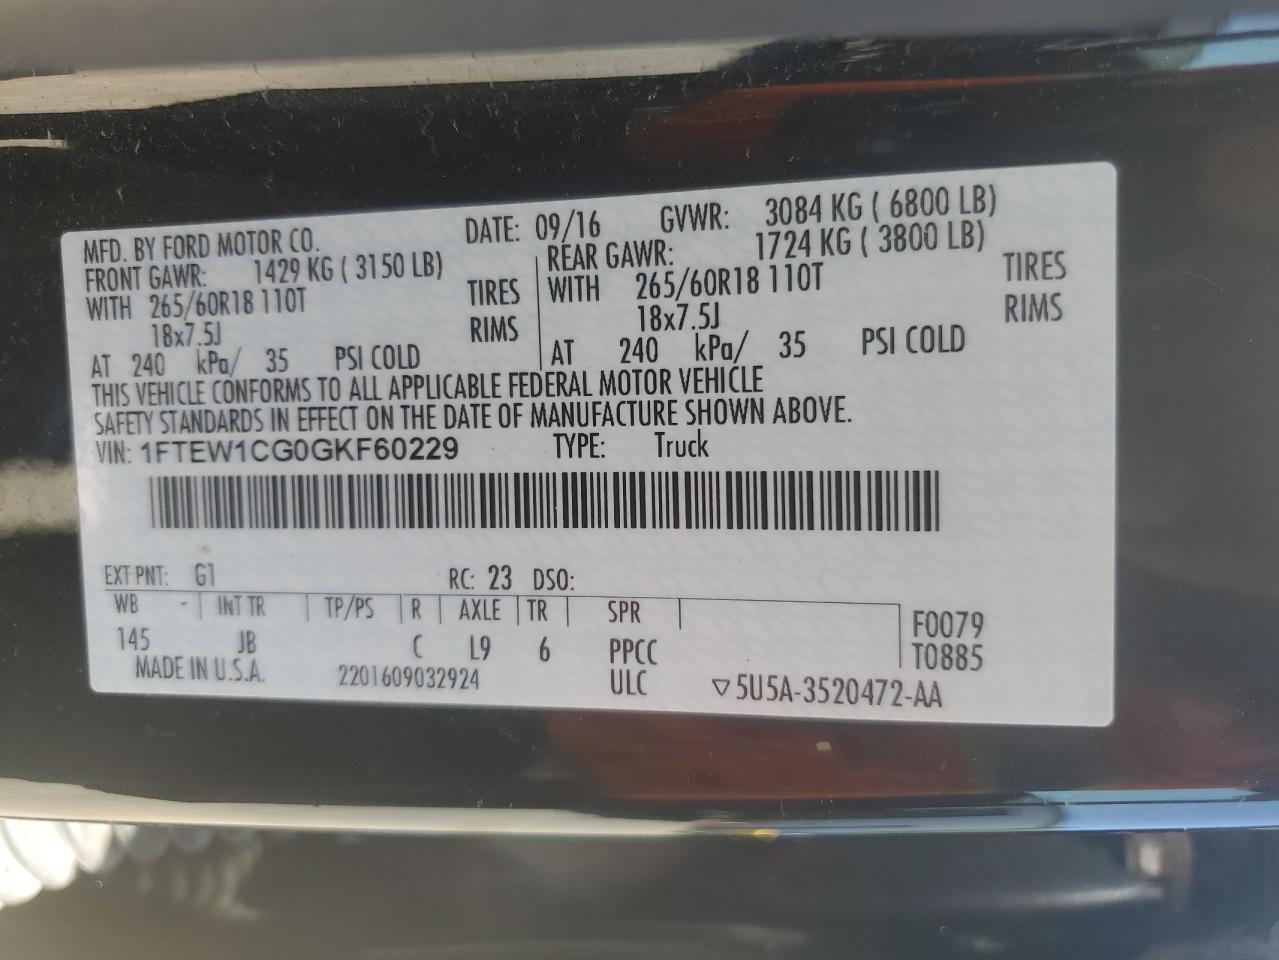 MFD. BY FORD MOTOR CO. DATE: 09/16 GVWR: 3084 KG ( 6800 LB)
FRONT GAWR: 1429 KG ( 3150 LB) REAR GAWR: 1724 KG ( 3800 LB)
WITH 265/60R18 110T TIRES WITH 265/60R18 110T TIRES
18x7.5J RIMS 18x7.5J RIMS
AT 240 kPa/ 35 PSI COLD AT 240 kPa/ 35 PSI COLD
THIS VEHICLE CONFORMS TO ALL APPLICABLE FEDERAL MOTOR VEHICLE
SAFETY STANDARDS IN EFFECT ON THE DATE OF MANUFACTURE SHOWN ABOVE.
VIN: 1FTEW1CG0GKF60229 TYPE: Truck
EXT PNT: G1 RC: 23 DSO:
WB - INT TR TP/PS R AXLE TR SPR F0079
145 JB C L9 6 PPCC T0885
MADE IN U.S.A. 2201609032924 ULC ▽5U5A-3520472-AA